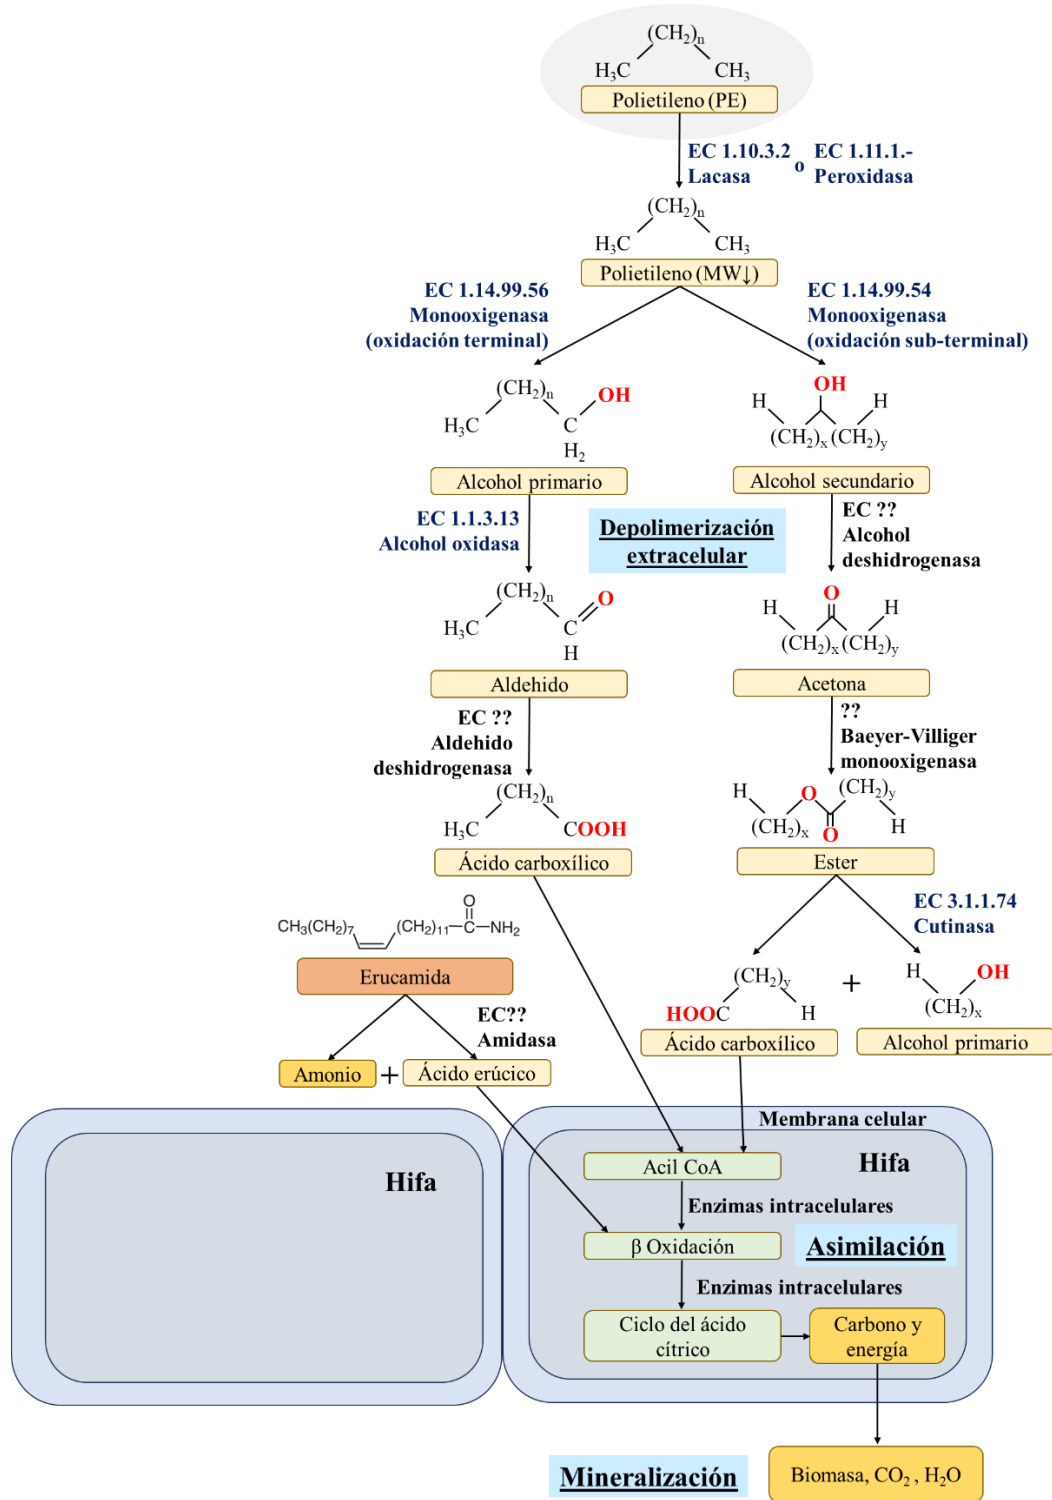 (CH₂)ₙ
H₃C CH₃
Polietileno (PE)
EC 1.10.3.2 o EC 1.11.1.-
Lacasa Peroxidasa
(CH₂)ₙ
H₃C CH₃
Polietileno (MW↓)
EC 1.14.99.56
Monooxigenasa
(oxidación terminal)
EC 1.14.99.54
Monooxigenasa
(oxidación sub-terminal)
(CH₂)ₙ OH
H₃C C
H₂
Alcohol primario
OH
H H
(CH₂)ₓ (CH₂)ᵧ
Alcohol secundario
EC 1.1.3.13
Alcohol oxidasa
Depolimerización
extracelular
EC ??
Alcohol
deshidrogenasa
(CH₂)ₙ O
H₃C C
H
Aldehido
O
H H
(CH₂)ₓ (CH₂)ᵧ
Acetona
EC ??
Aldehido
deshidrogenasa
??
Baeyer-Villiger
monooxigenasa
(CH₂)ₙ
H₃C COOH
Ácido carboxílico
H O (CH₂)ᵧ
(CH₂)ₓ O H
Ester
EC 3.1.1.74
Cutinasa
O
CH₃(CH₂)₇ (CH₂)₁₁—C—NH₂
Erucamida
EC??
Amidasa
Amonio + Ácido erúcico
(CH₂)ᵧ
HOOC H
Ácido carboxílico
+
H OH
(CH₂)ₓ
Alcohol primario
Hifa
Membrana celular
Hifa
Acil CoA
Enzimas intracelulares
β Oxidación
Asimilación
Enzimas intracelulares
Ciclo del ácido
cítrico
Carbono y
energía
Mineralización
Biomasa, CO₂ , H₂O